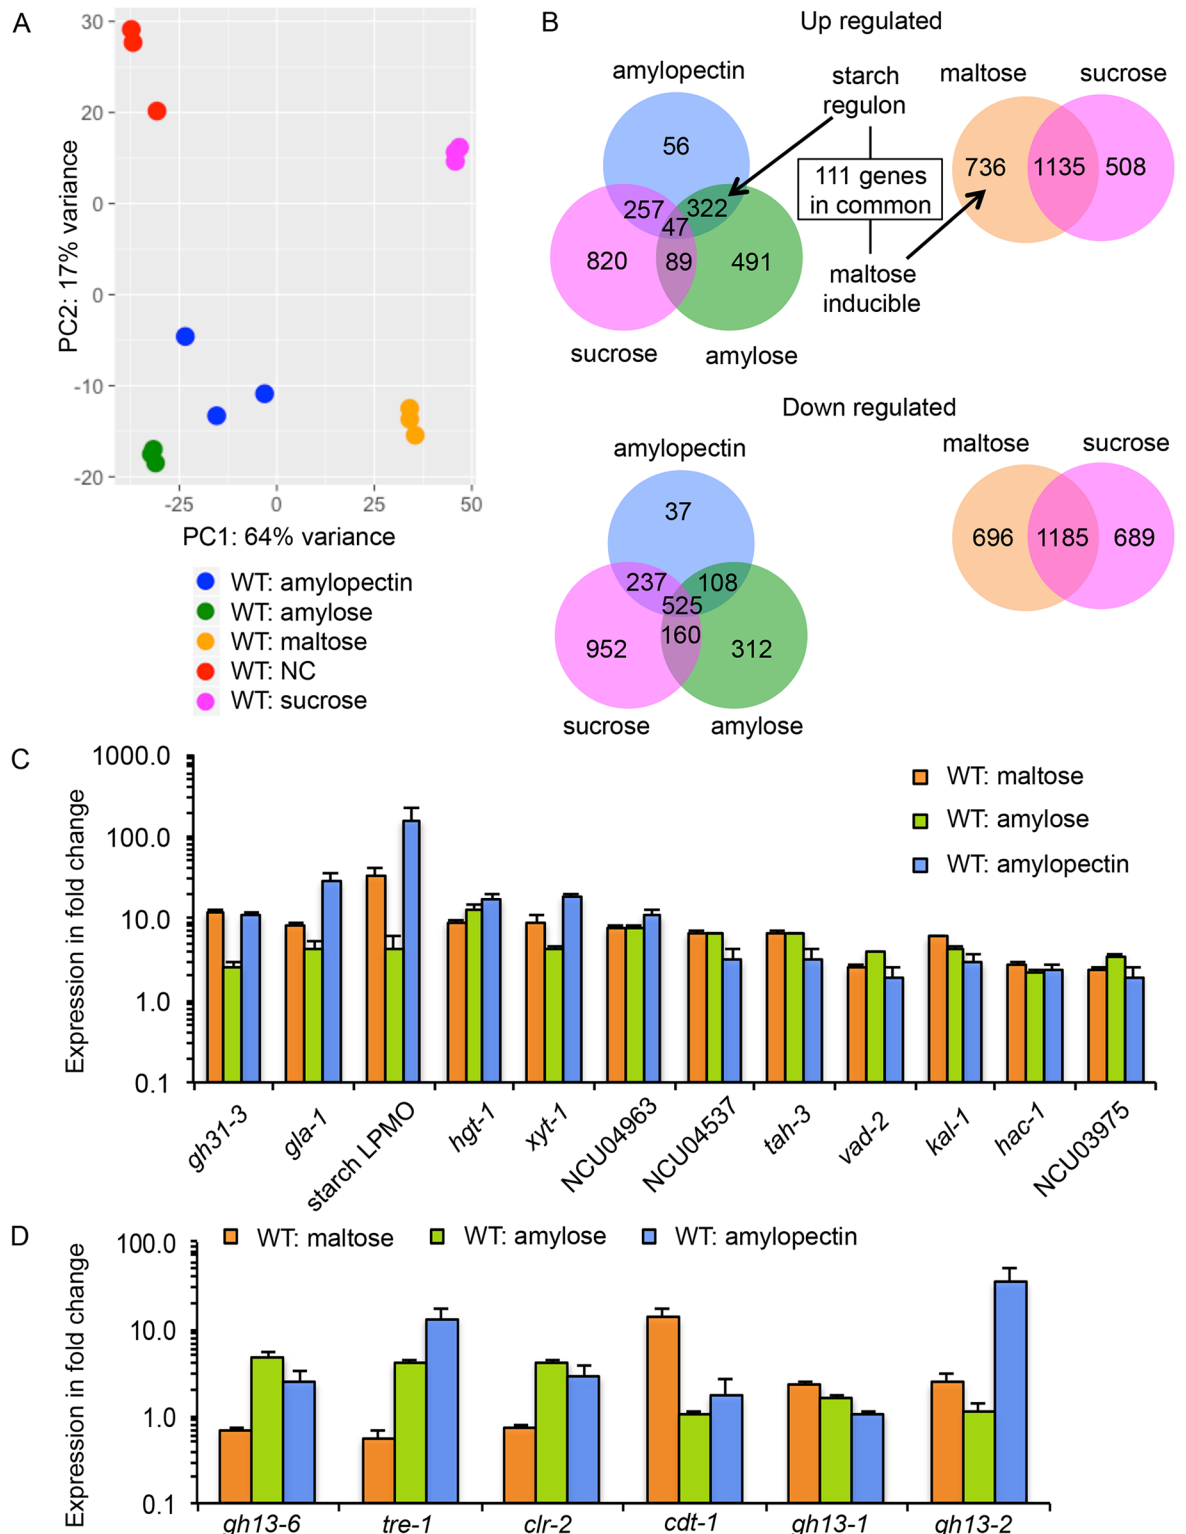 A
30
20
10
0
-10
-20
PC2: 17% variance
-25
0
25
50
PC1: 64% variance
WT: amylopectin
WT: amylose
WT: maltose
WT: NC
WT: sucrose
B
Up regulated
amylopectin
56
257
322
47
820
89
491
sucrose
amylose
starch
regulon
111 genes
in common
maltose
inducible
maltose
sucrose
736
1135
508
Down regulated
amylopectin
37
237
108
525
160
952
312
sucrose
amylose
maltose
sucrose
696
1185
689
C
Expression in fold change
1000.0
100.0
10.0
1.0
0.1
WT: maltose
WT: amylose
WT: amylopectin
gh31-3
gla-1
starch LPMO
hgt-1
xyt-1
NCU04963
NCU04537
tah-3
vad-2
kal-1
hac-1
NCU03975
D
Expression in fold change
100.0
10.0
1.0
0.1
WT: maltose
WT: amylose
WT: amylopectin
gh13-6
tre-1
clr-2
cdt-1
gh13-1
gh13-2